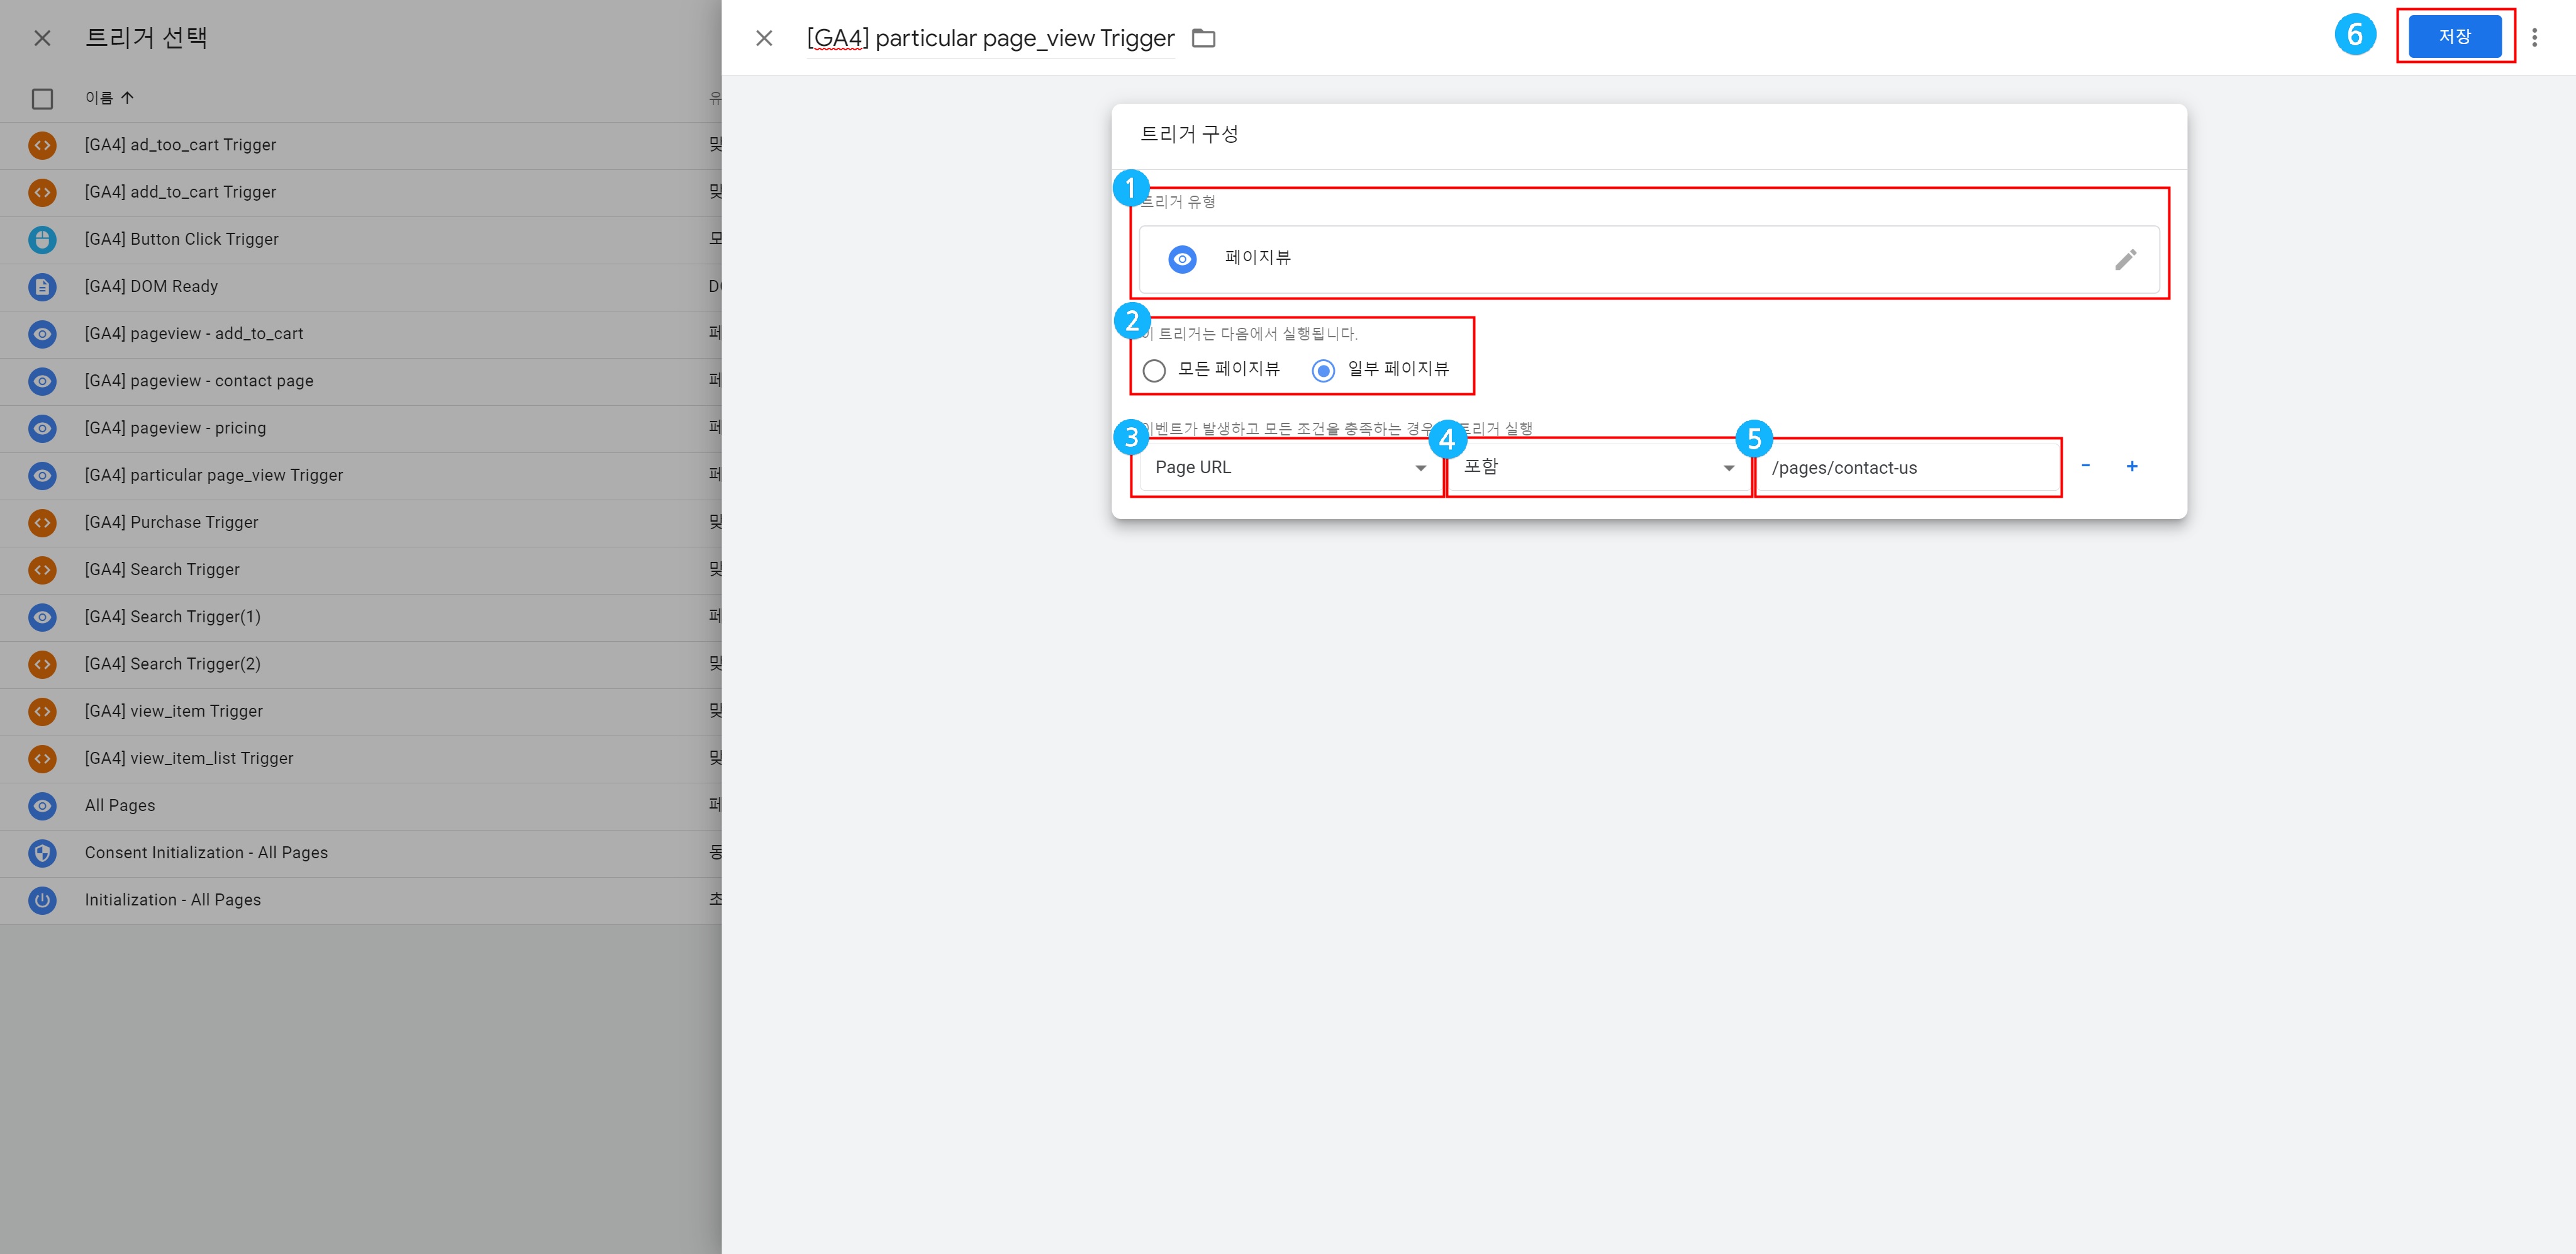 트리거 선택
이름
유
[GA4] ad_too_cart Trigger 맞
[GA4] add_to_cart Trigger 맞
[GA4] Button Click Trigger 모
[GA4] DOM Ready
[GA4] pageview - add_to_cart 페
[GA4] pageview - contact page 페
[GA4] pageview - pricing 페
[GA4] particular page_view Trigger 페
[GA4] Purchase Trigger 맞
[GA4] Search Trigger 맞
[GA4] Search Trigger(1) 페
[GA4] Search Trigger(2) 맞
[GA4] view_item Trigger 맞
[GA4] view_item_list Trigger 맞
All Pages 페
Consent Initialization - All Pages 동
Initialization - All Pages 초
[GA4] particular page_view Trigger
6
저장
트리거 구성
1
트리거 유형
페이지뷰
2
이 트리거는 다음에서 실행됩니다.
모든 페이지뷰 일부 페이지뷰
이벤트가 발생하고 모든 조건을 충족하는 경우 트리거 실행
3 4 5
Page URL 포함 /pages/contact-us - +